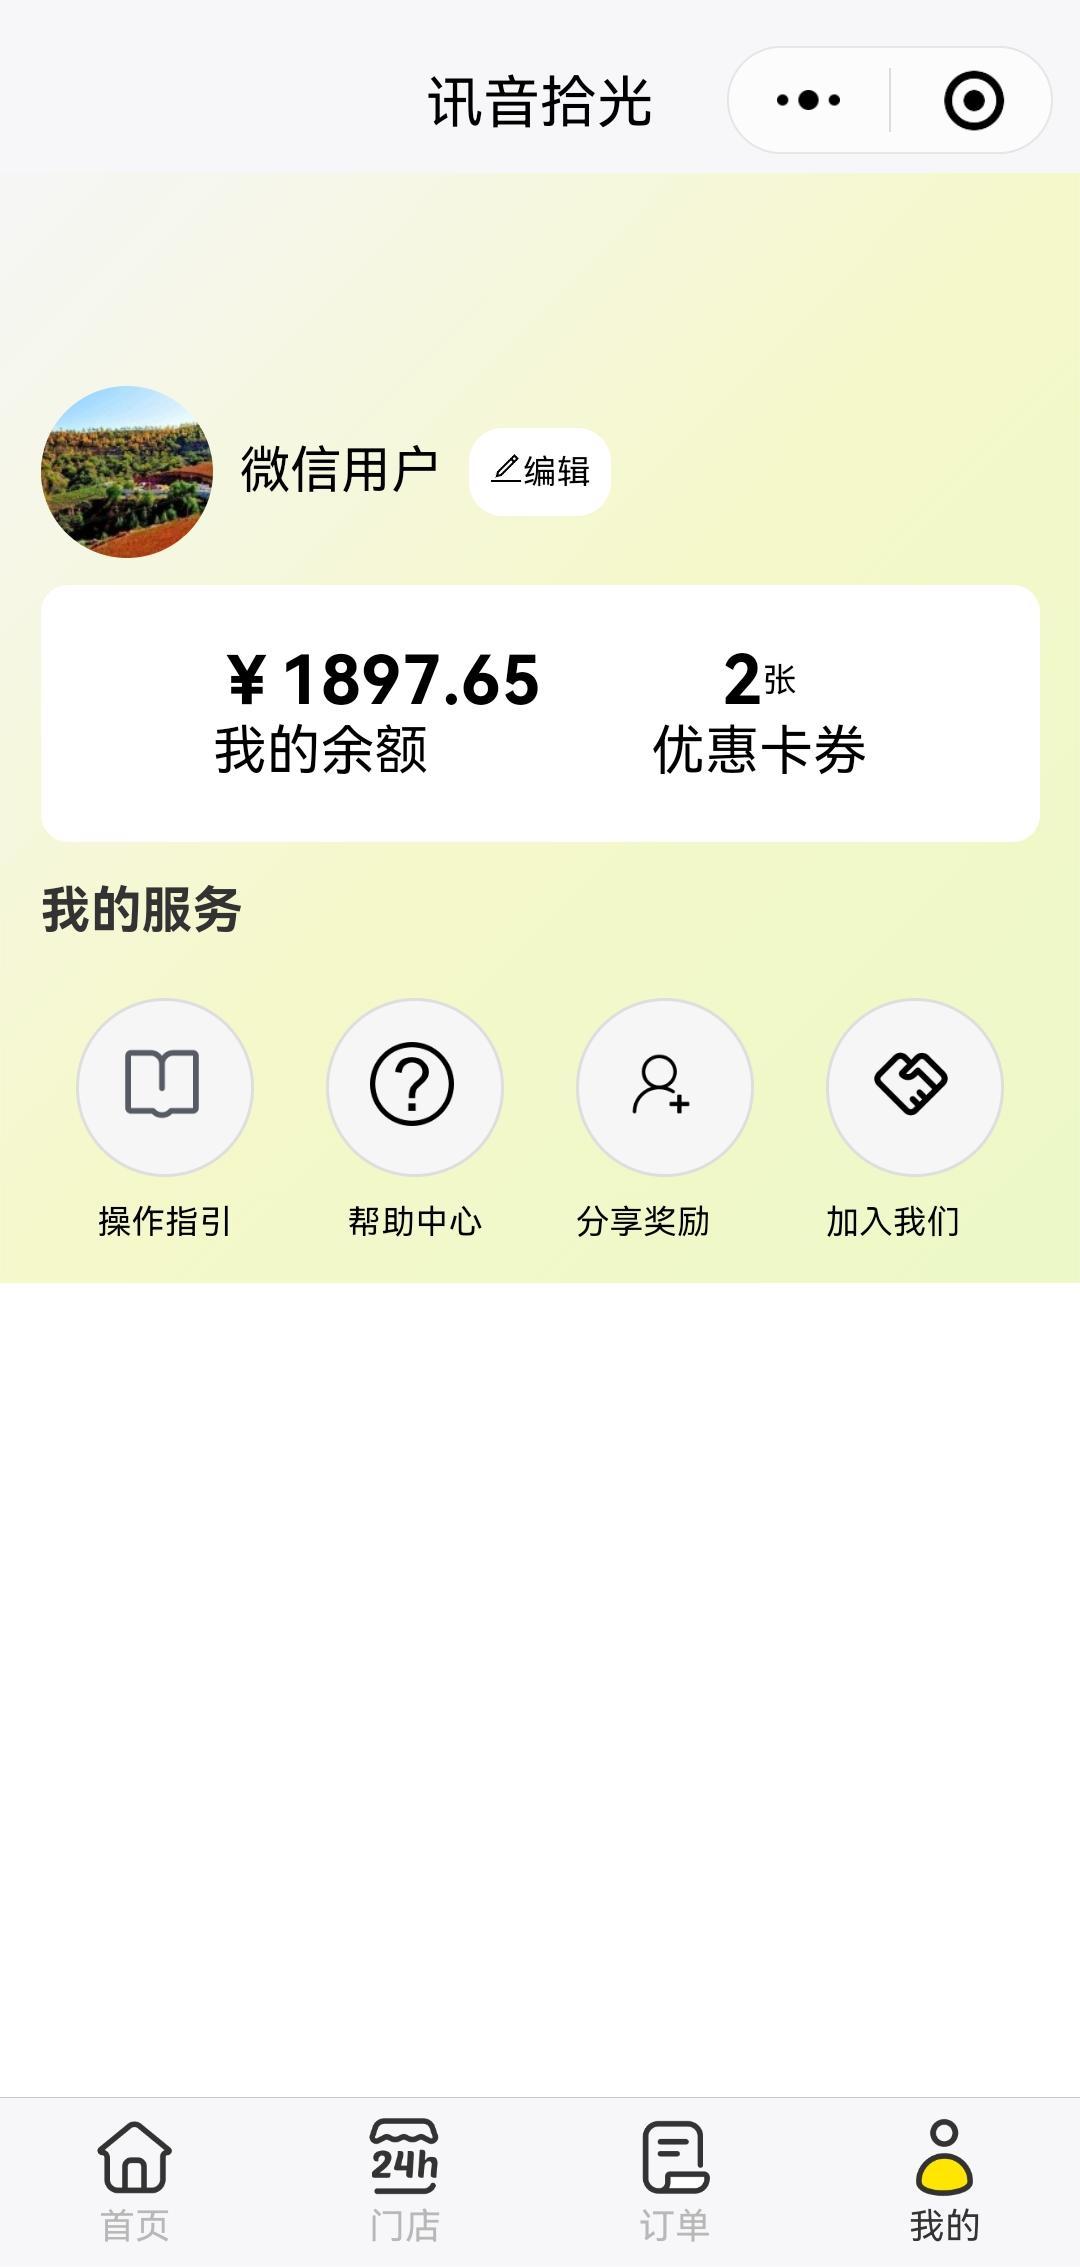 讯音拾光
微信用户 编辑
¥1897.65 2张
我的余额 优惠卡券
我的服务
操作指引 帮助中心 分享奖励 加入我们
24h
首页 门店 订单 我的